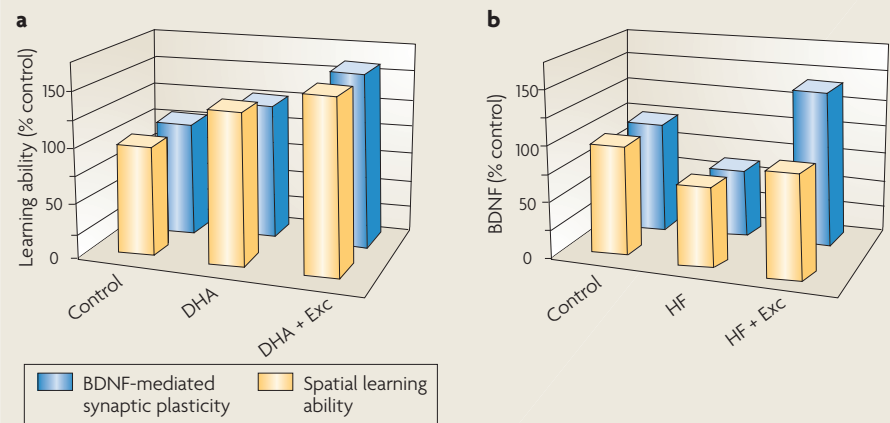 a
Learning ability (% control)
150
100
50
0
Control
DHA
DHA + Exc
b
BDNF (% control)
150
100
50
0
Control
HF
HF + Exc
BDNF-mediated
synaptic plasticity
Spatial learning
ability